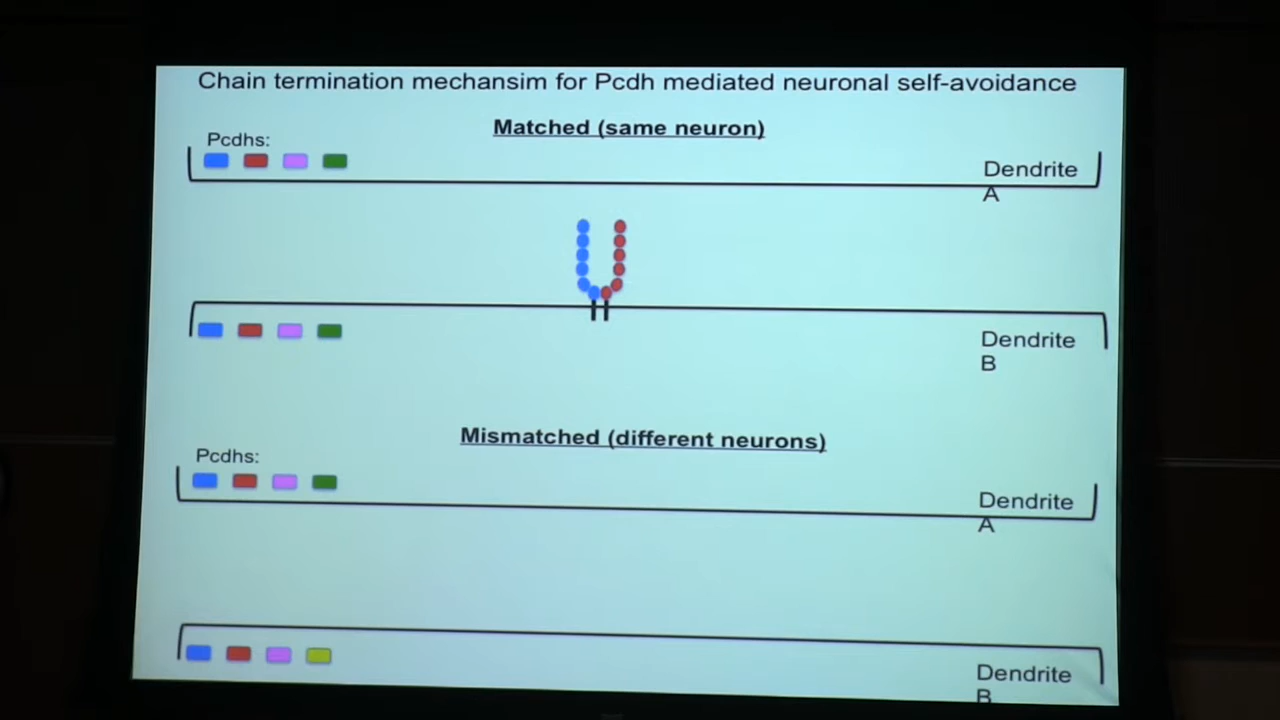 Chain termination mechansim for Pcdh mediated neuronal self-avoidance
Matched (same neuron)
Pcdhs:
Dendrite
A
Dendrite
B
Mismatched (different neurons)
Pcdhs:
Dendrite
A
Dendrite
B